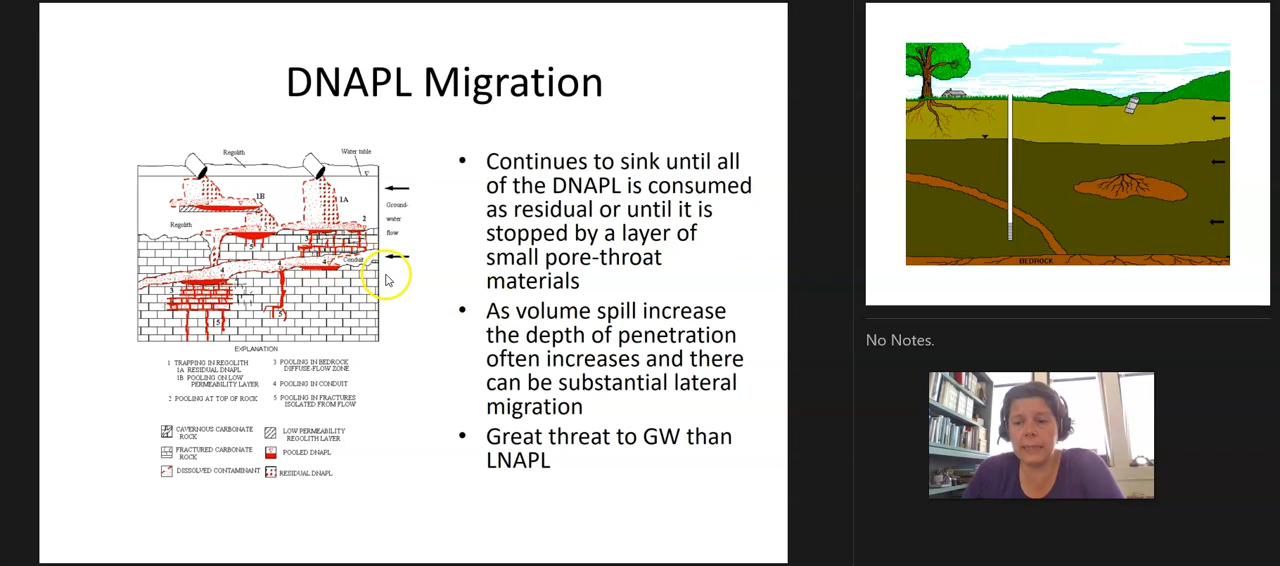 DNAPL Migration
Regolith
Water table
1B
1A
2
Ground-
water
flow
Regolith
5
3
Conduit
4
4
4
3
5
5
EXPLANATION
1 TRAPPING IN REGOLITH
1A RESIDUAL DNAPL
1B POOLING ON LOW
PERMEABILITY LAYER
2 POOLING AT TOP OF ROCK
3 POOLING IN BEDROCK
DIFFUSE-FLOW ZONE
4 POOLING IN CONDUIT
5 POOLING IN FRACTURES
ISOLATED FROM FLOW
CAVERNOUS CARBONATE
ROCK
FRACTURED CARBONATE
ROCK
DISSOLVED CONTAMINANT
LOW PERMEABILITY
REGOLITH LAYER
POOLED DNAPL
RESIDUAL DNAPL
• Continues to sink until all
of the DNAPL is consumed
as residual or until it is
stopped by a layer of
small pore-throat
materials
• As volume spill increase
the depth of penetration
often increases and there
can be substantial lateral
migration
• Great threat to GW than
LNAPL
BEDROCK
No Notes.